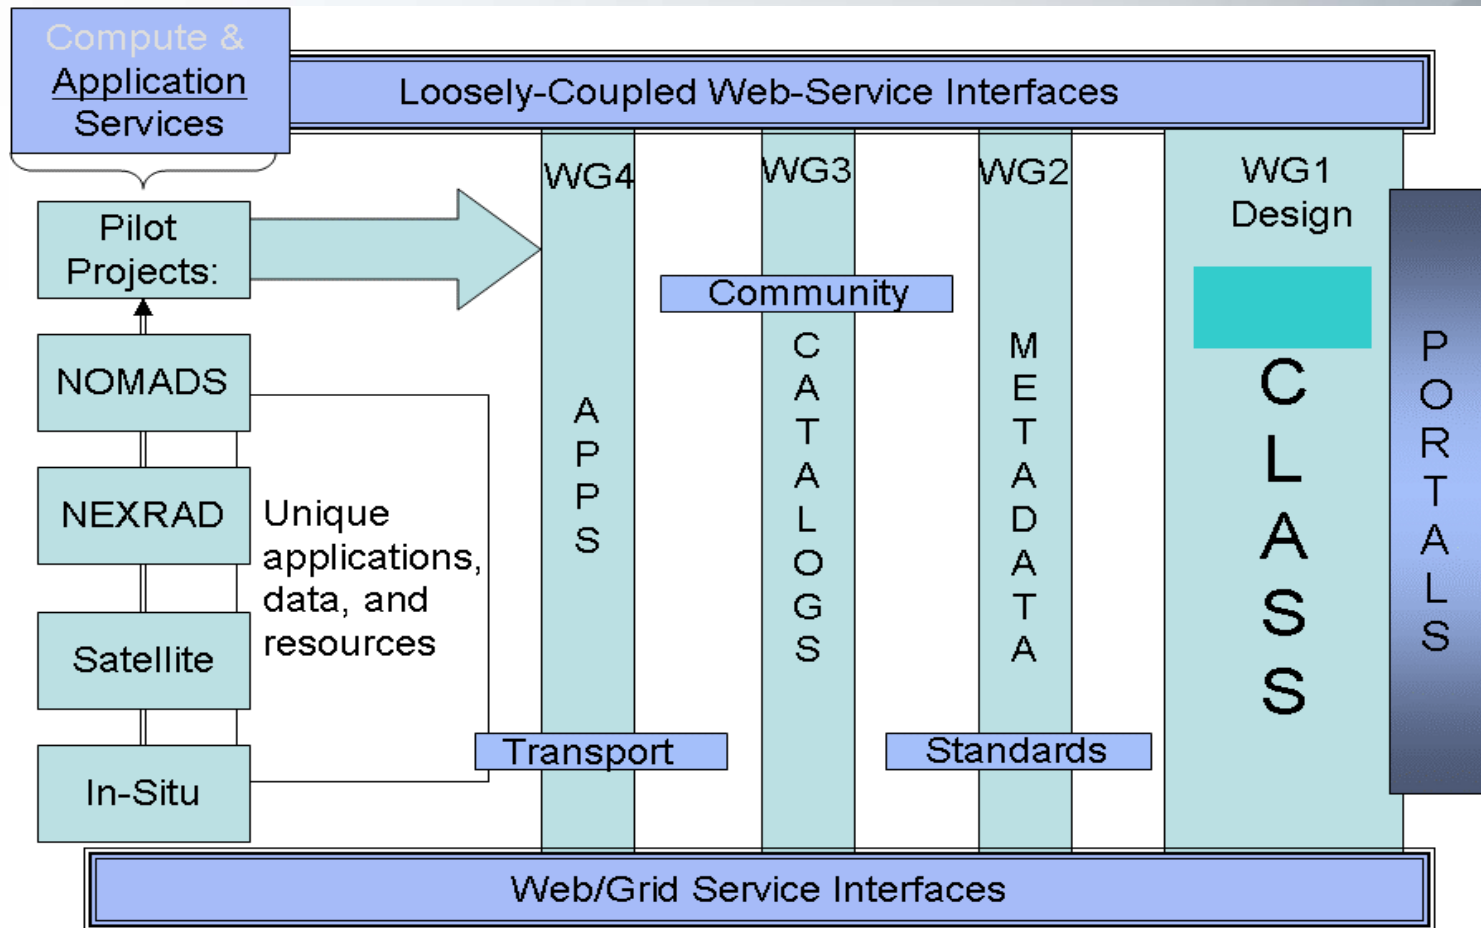 Compute &
Application
Services
Loosely-Coupled Web-Service Interfaces
Pilot
Projects:
NOMADS
NEXRAD
Satellite
In-Situ
Unique
applications,
data, and
resources
WG4
APPS
Transport
WG3
Community
CATALOGS
WG2
METADATA
Standards
WG1
Design
CLASS
PORTALS
Web/Grid Service Interfaces